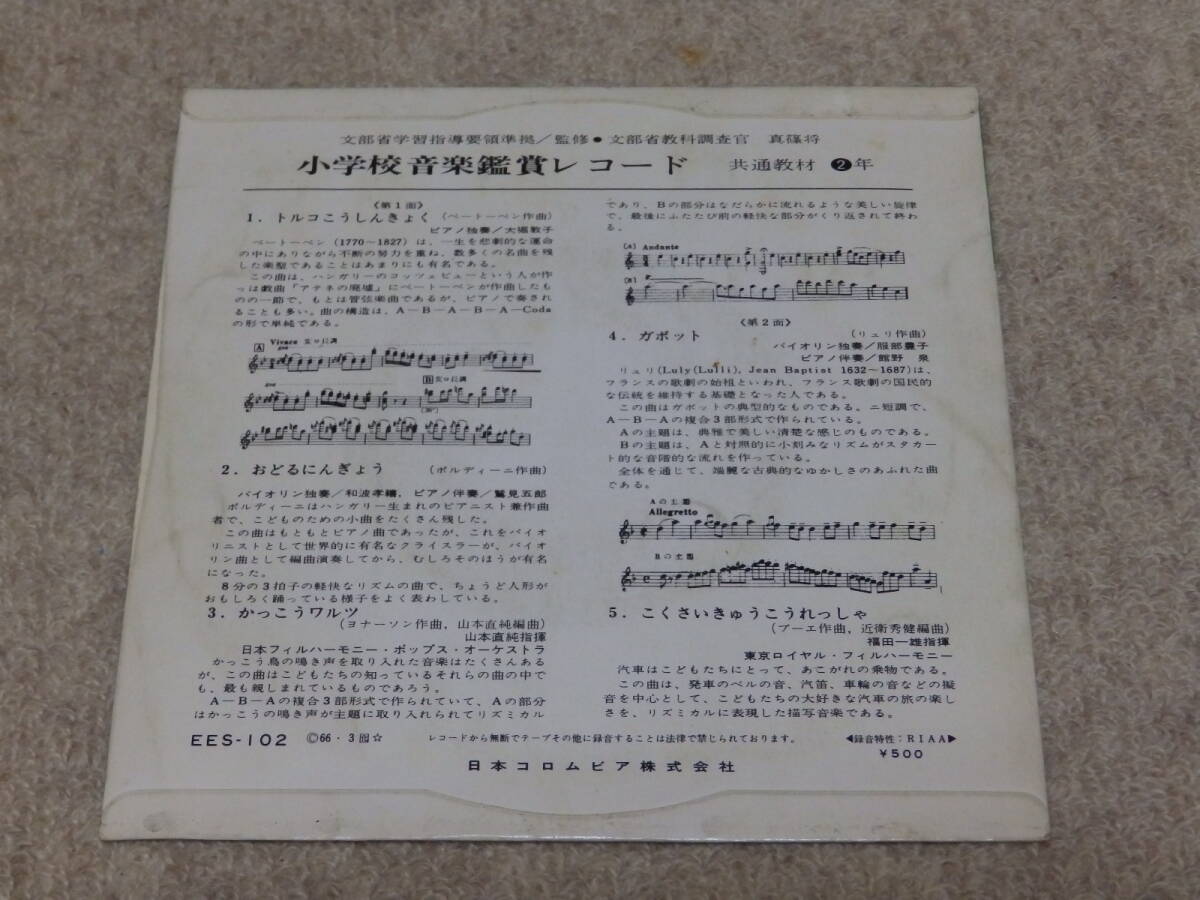 文部省学習指導要領準拠/監修●文部省教科調査官 真篠将
小学校音楽鑑賞レコード 共通教材 ❷年
《第1面》
1. トルコこうしんきょく (ベートーベン作曲)
ピアノ独奏/大堀敦子
ベートーベン (1770~1827) は、一生を悲劇的な運命
の中にありながら不断の努力を重ね、数多くの名曲を残
した楽聖であることはあまりにも有名である。
この曲は、ハンガリーのコッツェビューという人が作
っは戯曲「アテネの廃墟」にベートーベンが作曲したも
のの一節で、もとは管弦楽曲であるが、ピアノで奏され
ることも多い。曲の構造は、A-B-A-B-A-Coda
の形で単純である。
A Vivace 変ロ長調
B 変ロ長調
2. おどるにんぎょう (ポルディーニ作曲)
バイオリン独奏/和波孝禧, ピアノ伴奏/鷲見五郎
ポルディーニはハンガリー生まれのピアニスト兼作曲
者で、こどものための小曲をたくさん残した。
この曲はもともとピアノ曲であったが、これをバイオ
リニストとして世界的に有名なクライスラーが、バイオ
リン曲として編曲演奏してから、むしろそのほうが有名
になった。
8分の3拍子の軽快なリズムの曲で、ちょうど人形が
おもしろく踊っている様子をよく表わしている。
3. かっこうワルツ
(ヨナーソン作曲, 山本直純編曲)
山本直純指揮
日本フィルハーモニー・ポップス・オーケストラ
かっこう鳥の鳴き声を取り入れた音楽はたくさんある
が、この曲はこどもたちの知っているそれらの曲の中で
も、最も親しまれているものであろう。
A-B-Aの複合3部形式で作られていて、Aの部分
はかっこうの鳴き声が主題に取り入れられてリズミカル
であり、Bの部分はなだらかに流れるような美しい旋律
で、最後にふたたび前の軽快な部分がくり返されて終わ
る。
(A) Andante
(B)
《第2面》
4. ガボット (リュリ作曲)
バイオリン独奏/服部豊子
ピアノ伴奏/館野 泉
リュリ(Luly(Lulli), Jean Baptist 1632~1687)は、
フランスの歌劇の始祖といわれ、フランス歌劇の国民的
な伝統を維持する基礎となった人である。
この曲はガボットの典型的なものである。ニ短調で、
A-B-Aの複合3部形式で作られている。
Aの主題は、典雅で美しい清楚な感じのものである。
Bの主題は、Aと対照的に小刻みなリズムがスタカー
ト的な音階的な流れを作っている。
全体を通じて、端麗な古典的なゆかしさのあふれた曲
である。
Aの主題
Allegretto
Bの主題
5. こくさいきゅうこうれっしゃ
(プーエ作曲, 近衛秀健編曲)
福田一雄指揮
東京ロイヤル・フィルハーモニー
汽車はこどもたちにとって、あこがれの乗物である。
この曲は、発車のベルの音、汽笛、車輪の音などの擬
音を中心として、こどもたちの大好きな汽車の旅の楽し
さを、リズミカルに表現した描写音楽である。
EES-102 Ⓒ66・3 ☆ レコードから無断でテープその他に録音することは法律で禁じられております。 ◀録音特性:RIAA▶
¥500
日本コロムビア株式会社